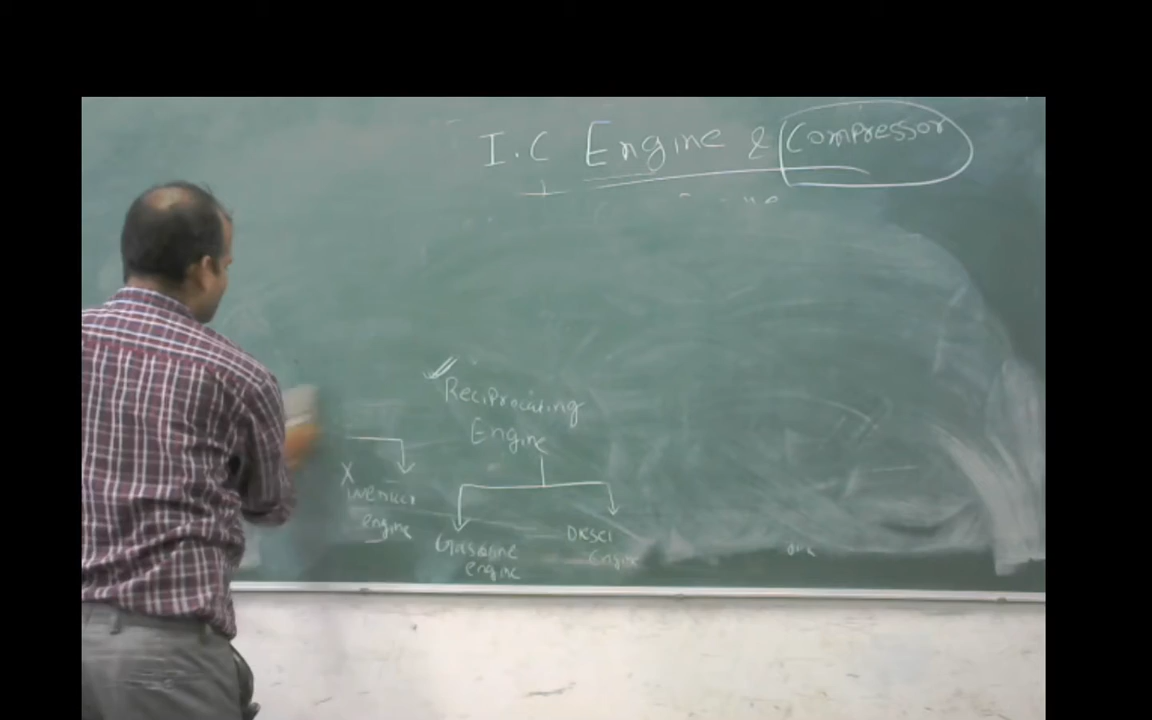 I.C Engine & Compressor
Reciprocating
Engine
X
engine
Gasoline
engine
Diesel
engine